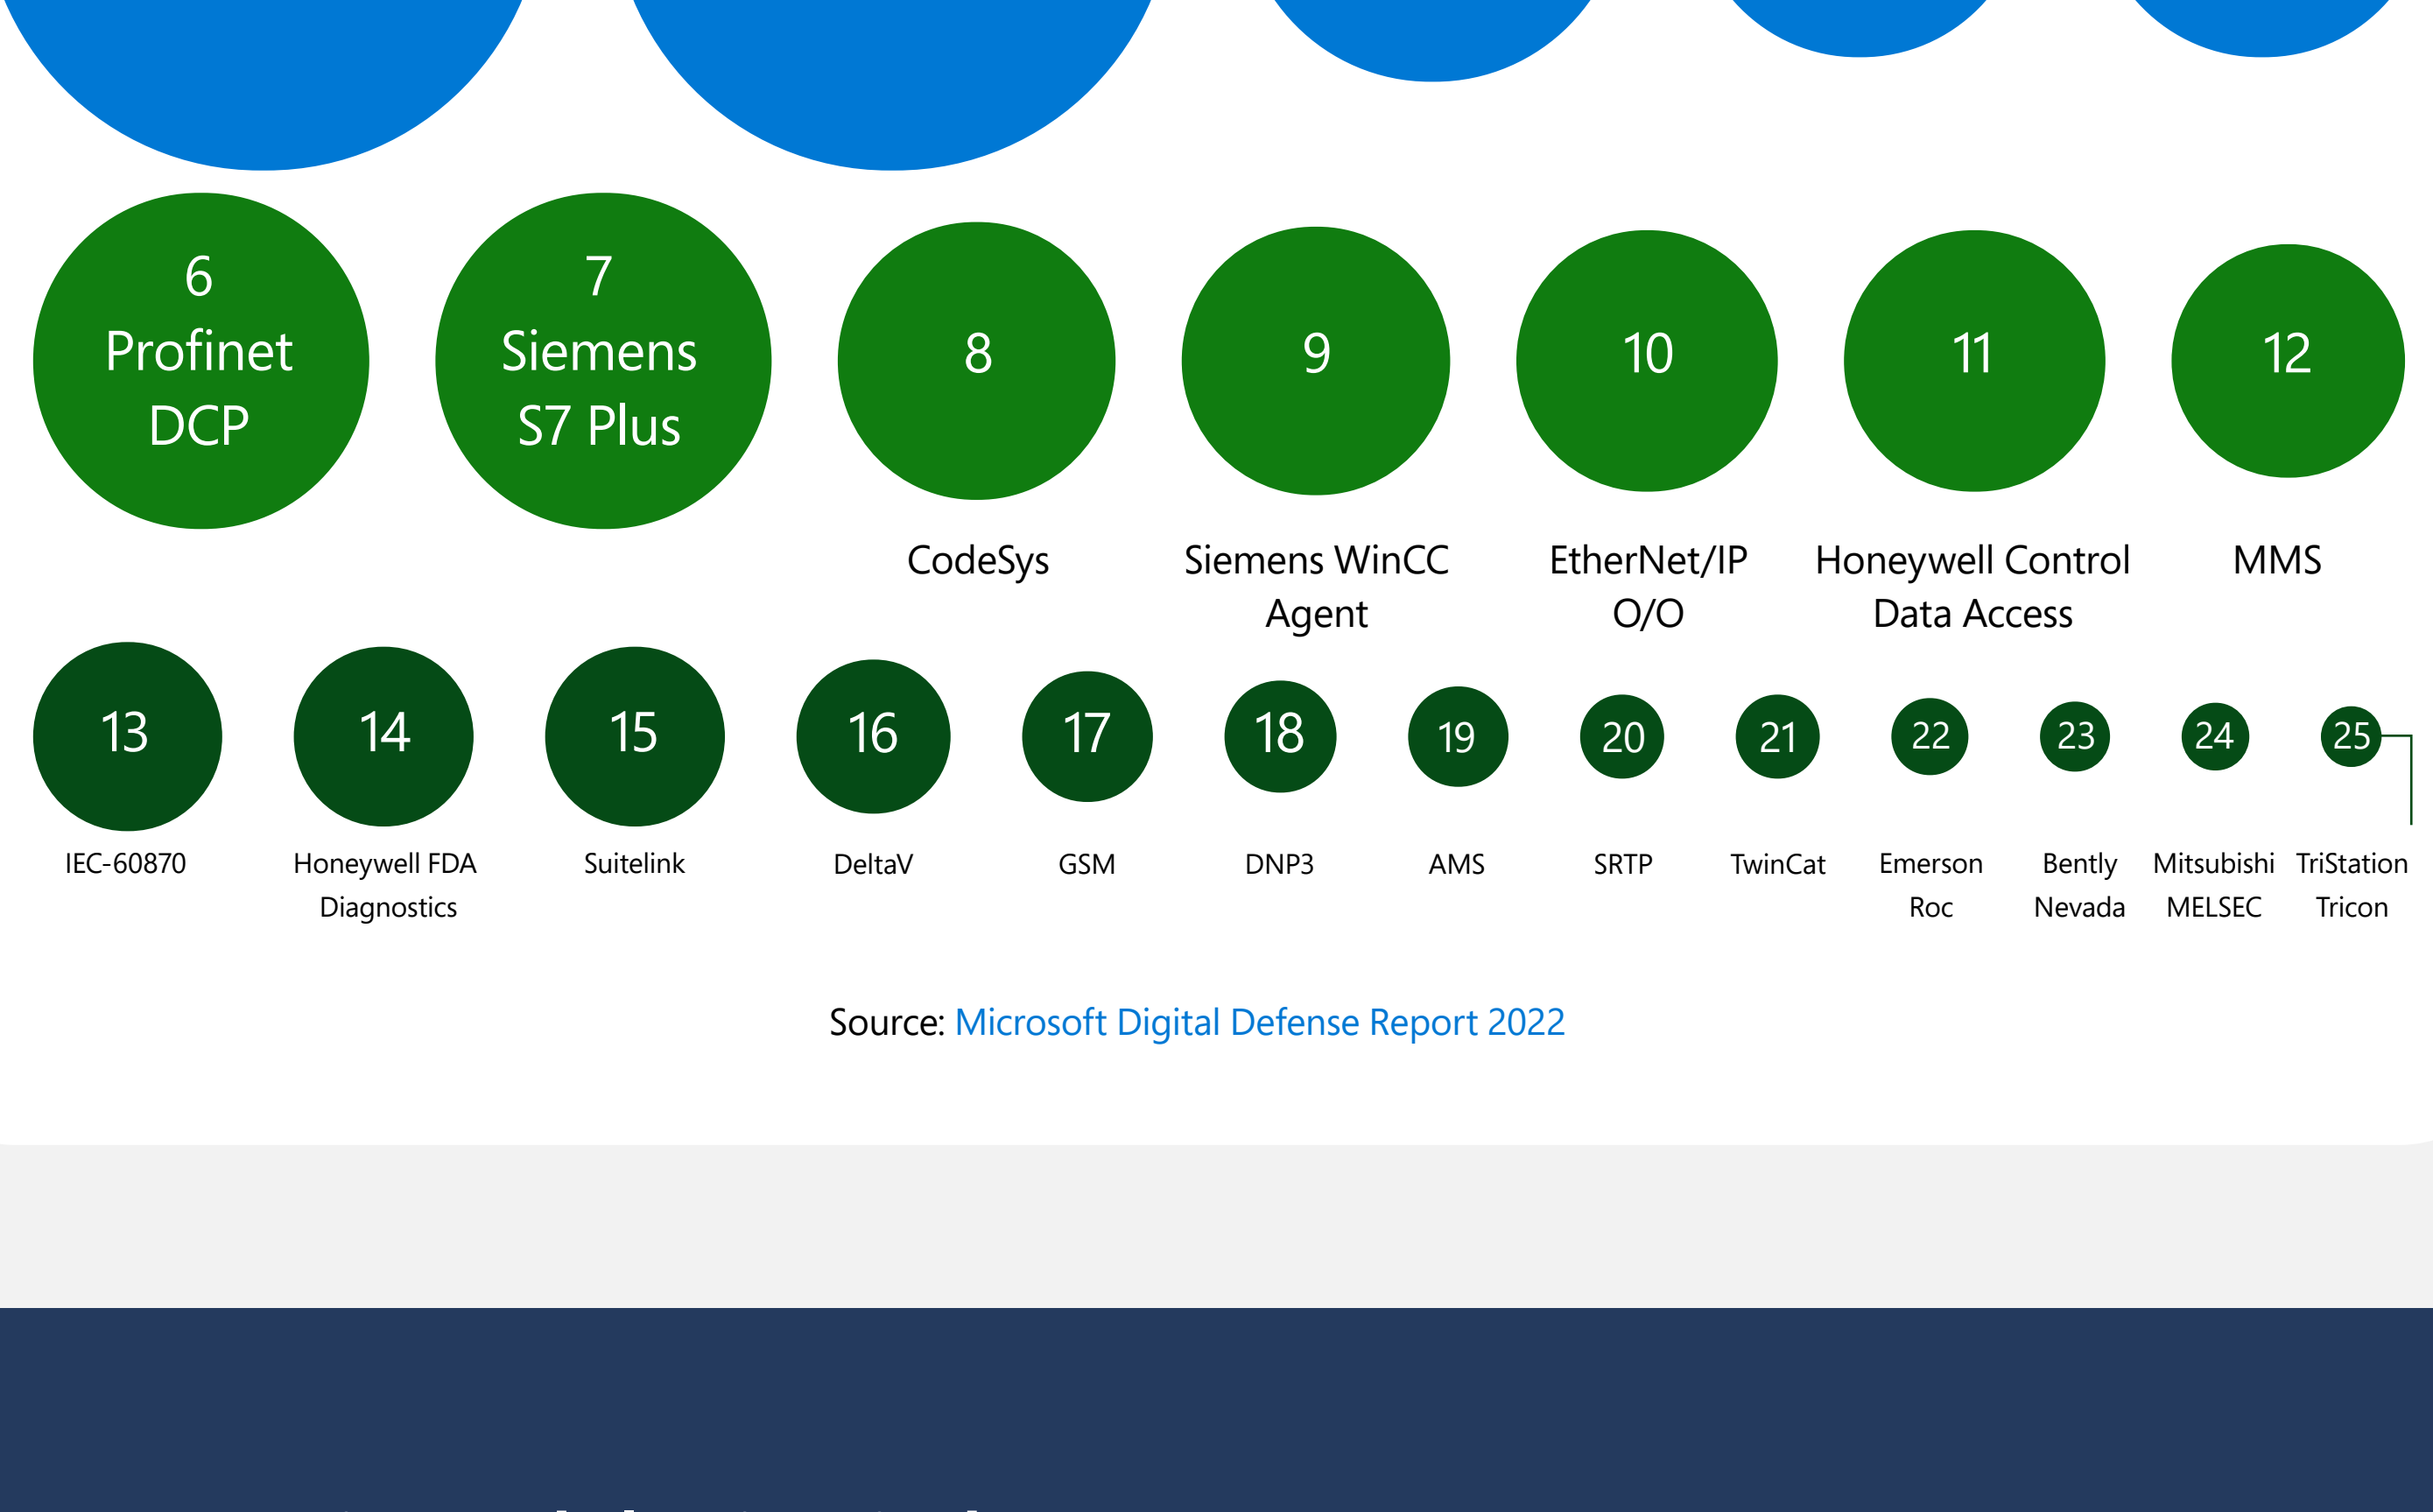 6
Profinet
DCP
7
Siemens
S7 Plus
8
CodeSys
9
Siemens WinCC
Agent
10
EtherNet/IP
O/O
11
Honeywell Control
Data Access
12
MMS
13
IEC-60870
14
Honeywell FDA
Diagnostics
15
Suitelink
16
DeltaV
17
GSM
18
DNP3
19
AMS
20
SRTP
21
TwinCat
22
Emerson
Roc
23
Bently
Nevada
24
Mitsubishi
MELSEC
25
TriStation
Tricon
Source: Microsoft Digital Defense Report 2022